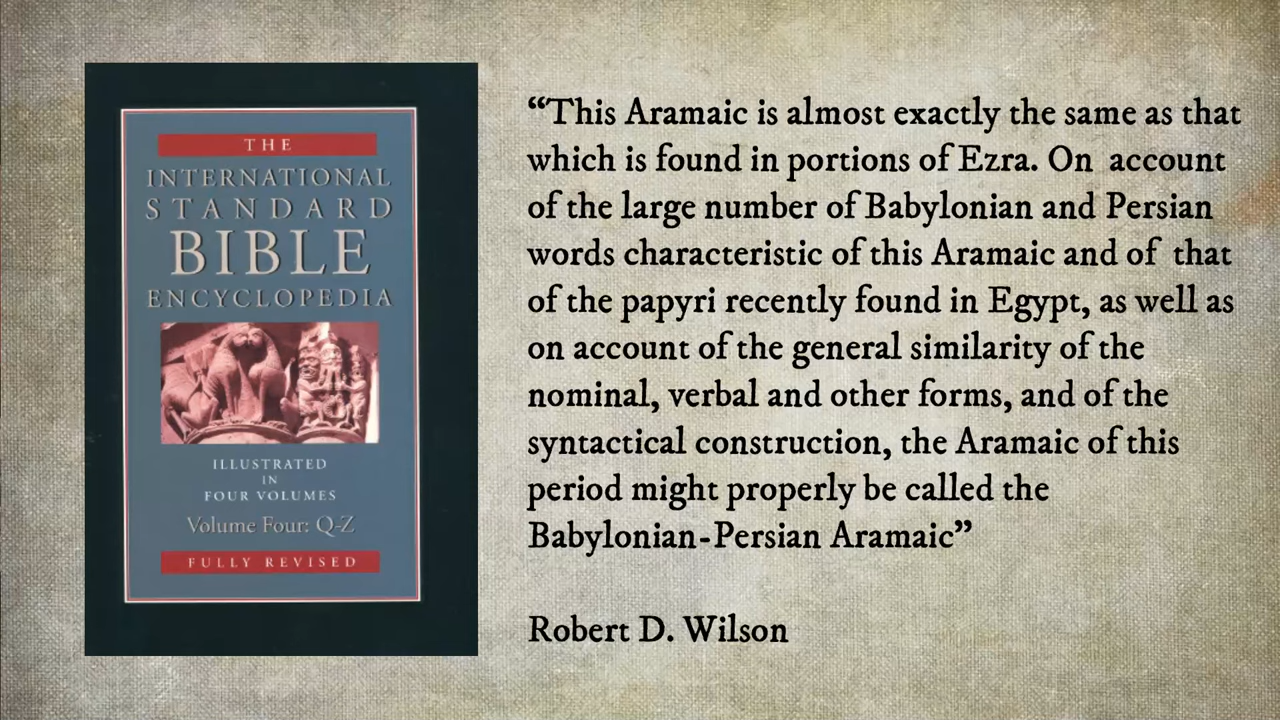 THE
INTERNATIONAL
STANDARD
BIBLE
ENCYCLOPEDIA
ILLUSTRATED
IN
FOUR VOLUMES
Volume Four: Q-Z
FULLY REVISED
“This Aramaic is almost exactly the same as that
which is found in portions of Ezra. On account
of the large number of Babylonian and Persian
words characteristic of this Aramaic and of that
of the papyri recently found in Egypt, as well as
on account of the general similarity of the
nominal, verbal and other forms, and of the
syntactical construction, the Aramaic of this
period might properly be called the
Babylonian-Persian Aramaic”
Robert D. Wilson